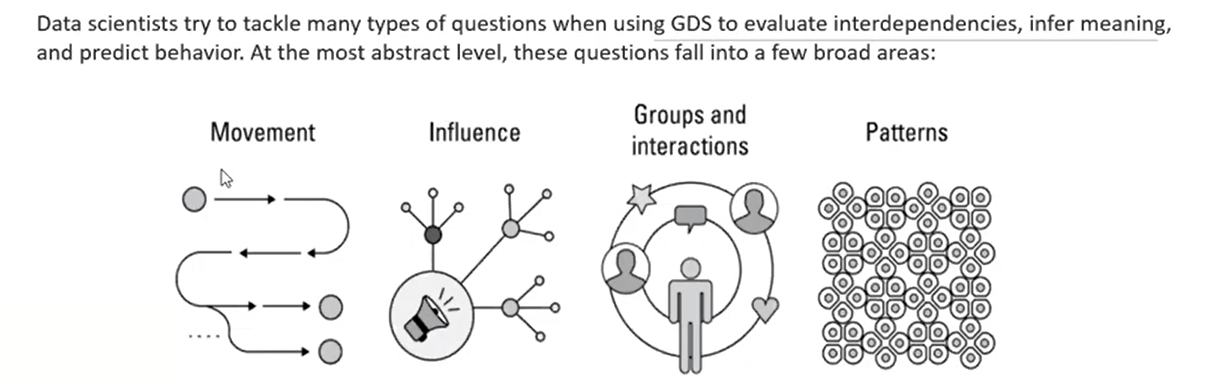 Data scientists try to tackle many types of questions when using GDS to evaluate interdependencies, infer meaning,
and predict behavior. At the most abstract level, these questions fall into a few broad areas:
Movement
Influence
Groups and
interactions
Patterns